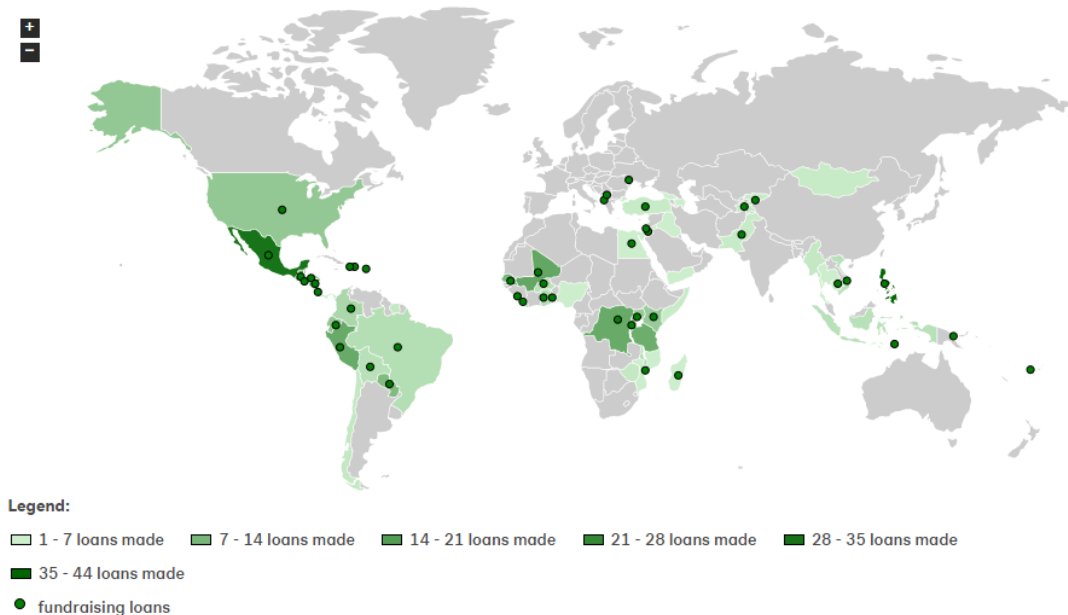 +
−
Legend:
1 - 7 loans made 7 - 14 loans made 14 - 21 loans made 21 - 28 loans made 28 - 35 loans made
35 - 44 loans made
fundraising loans